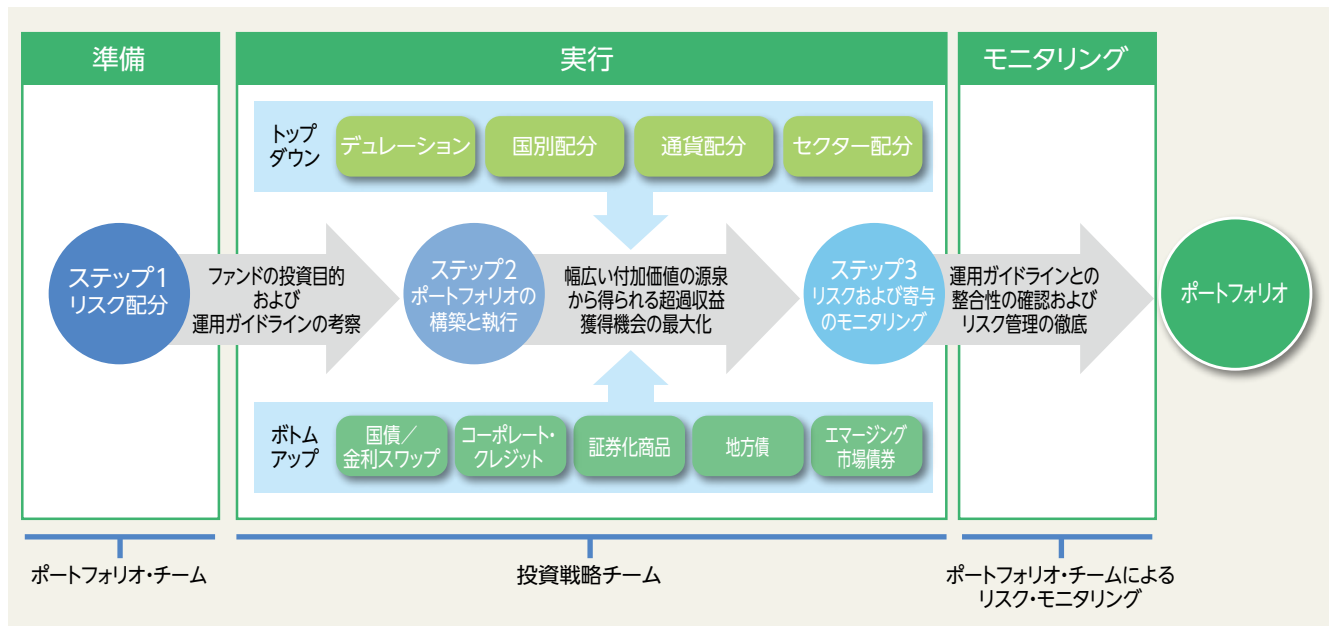 準備
実行
モニタリング
トップ
ダウン
デュレーション
国別配分
通貨配分
セクター配分
ステップ1
リスク配分
ファンドの投資目的
および
運用ガイドラインの考察
ステップ2
ポートフォリオの
構築と執行
幅広い付加価値の源泉
から得られる超過収益
獲得機会の最大化
ステップ3
リスクおよび寄与
のモニタリング
運用ガイドラインとの
整合性の確認および
リスク管理の徹底
ポートフォリオ
ボトム
アップ
国債／
金利スワップ
コーポレート・
クレジット
証券化商品
地方債
エマージング
市場債券
ポートフォリオ・チーム
投資戦略チーム
ポートフォリオ・チームによる
リスク・モニタリング